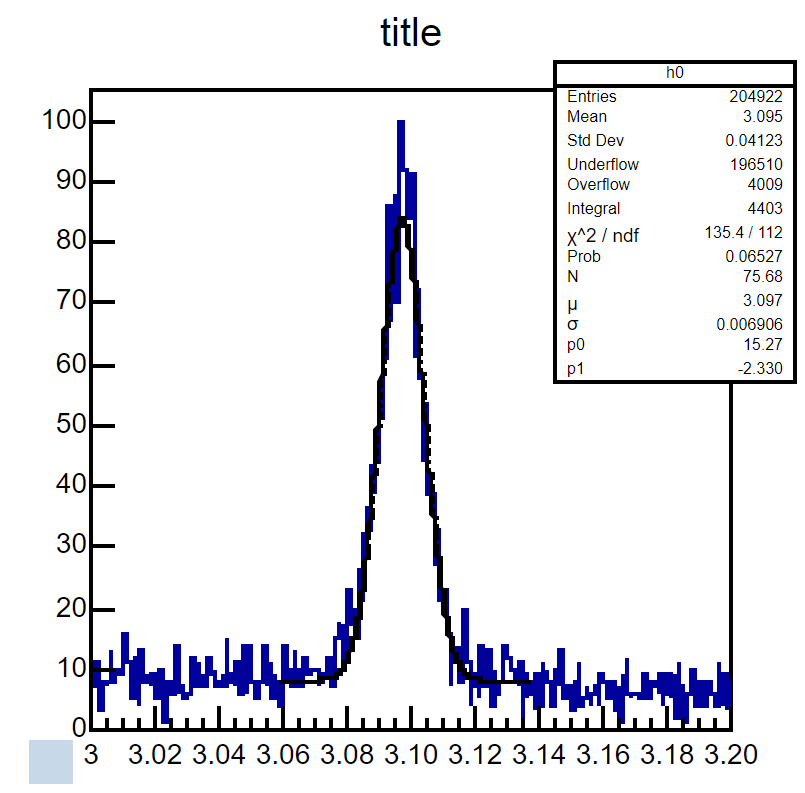 title
h0
Entries 204922
Mean 3.095
Std Dev 0.04123
Underflow 196510
Overflow 4009
Integral 4403
χ^2 / ndf 135.4 / 112
Prob 0.06527
N 75.68
μ 3.097
σ 0.006906
p0 15.27
p1 -2.330
100
90
80
70
60
50
40
30
20
10
0
3 3.02 3.04 3.06 3.08 3.10 3.12 3.14 3.16 3.18 3.20